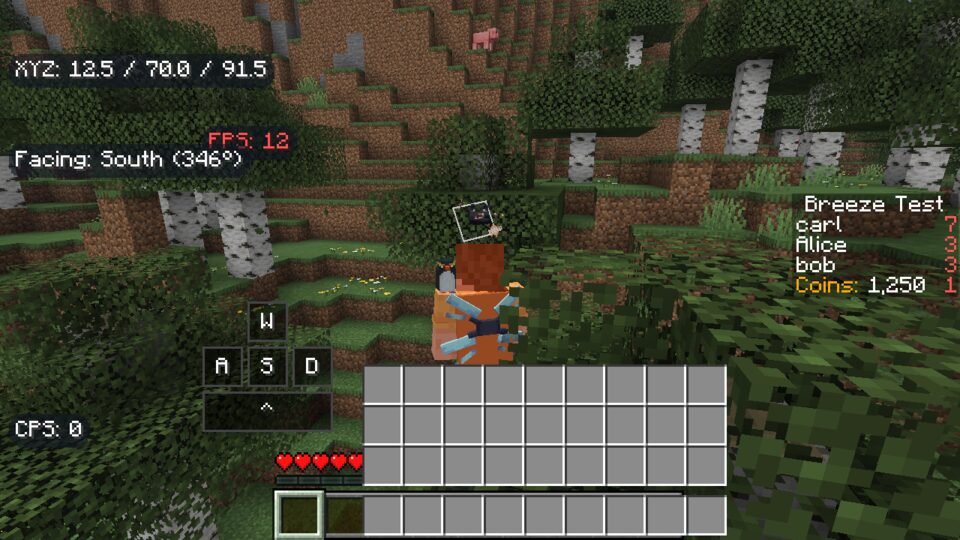 XYZ: 12.5 / 70.0 / 91.5
FPS: 12
Facing: South (346°)
Breeze Test
carl 7
Alice 3
bob 3
Coins: 1,250 1
W
A S D
^
CPS: 0